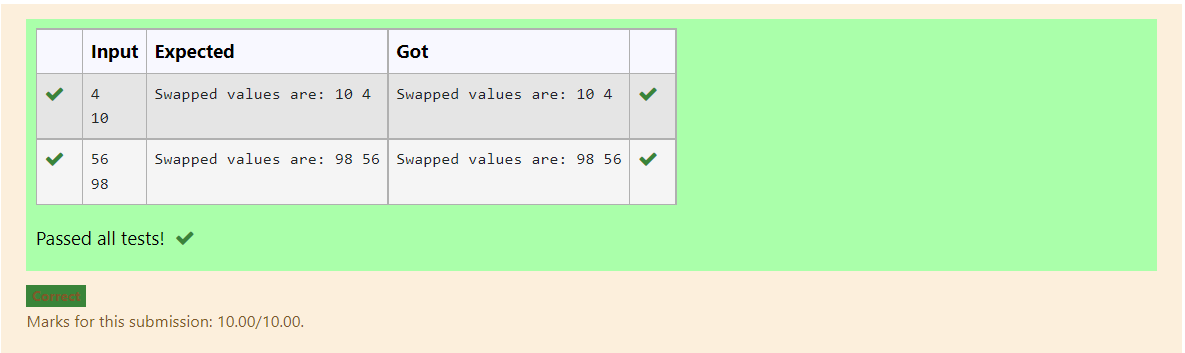 Input Expected Got
4 Swapped values are: 10 4 Swapped values are: 10 4
10
56 Swapped values are: 98 56 Swapped values are: 98 56
98
Passed all tests!
Correct
Marks for this submission: 10.00/10.00.